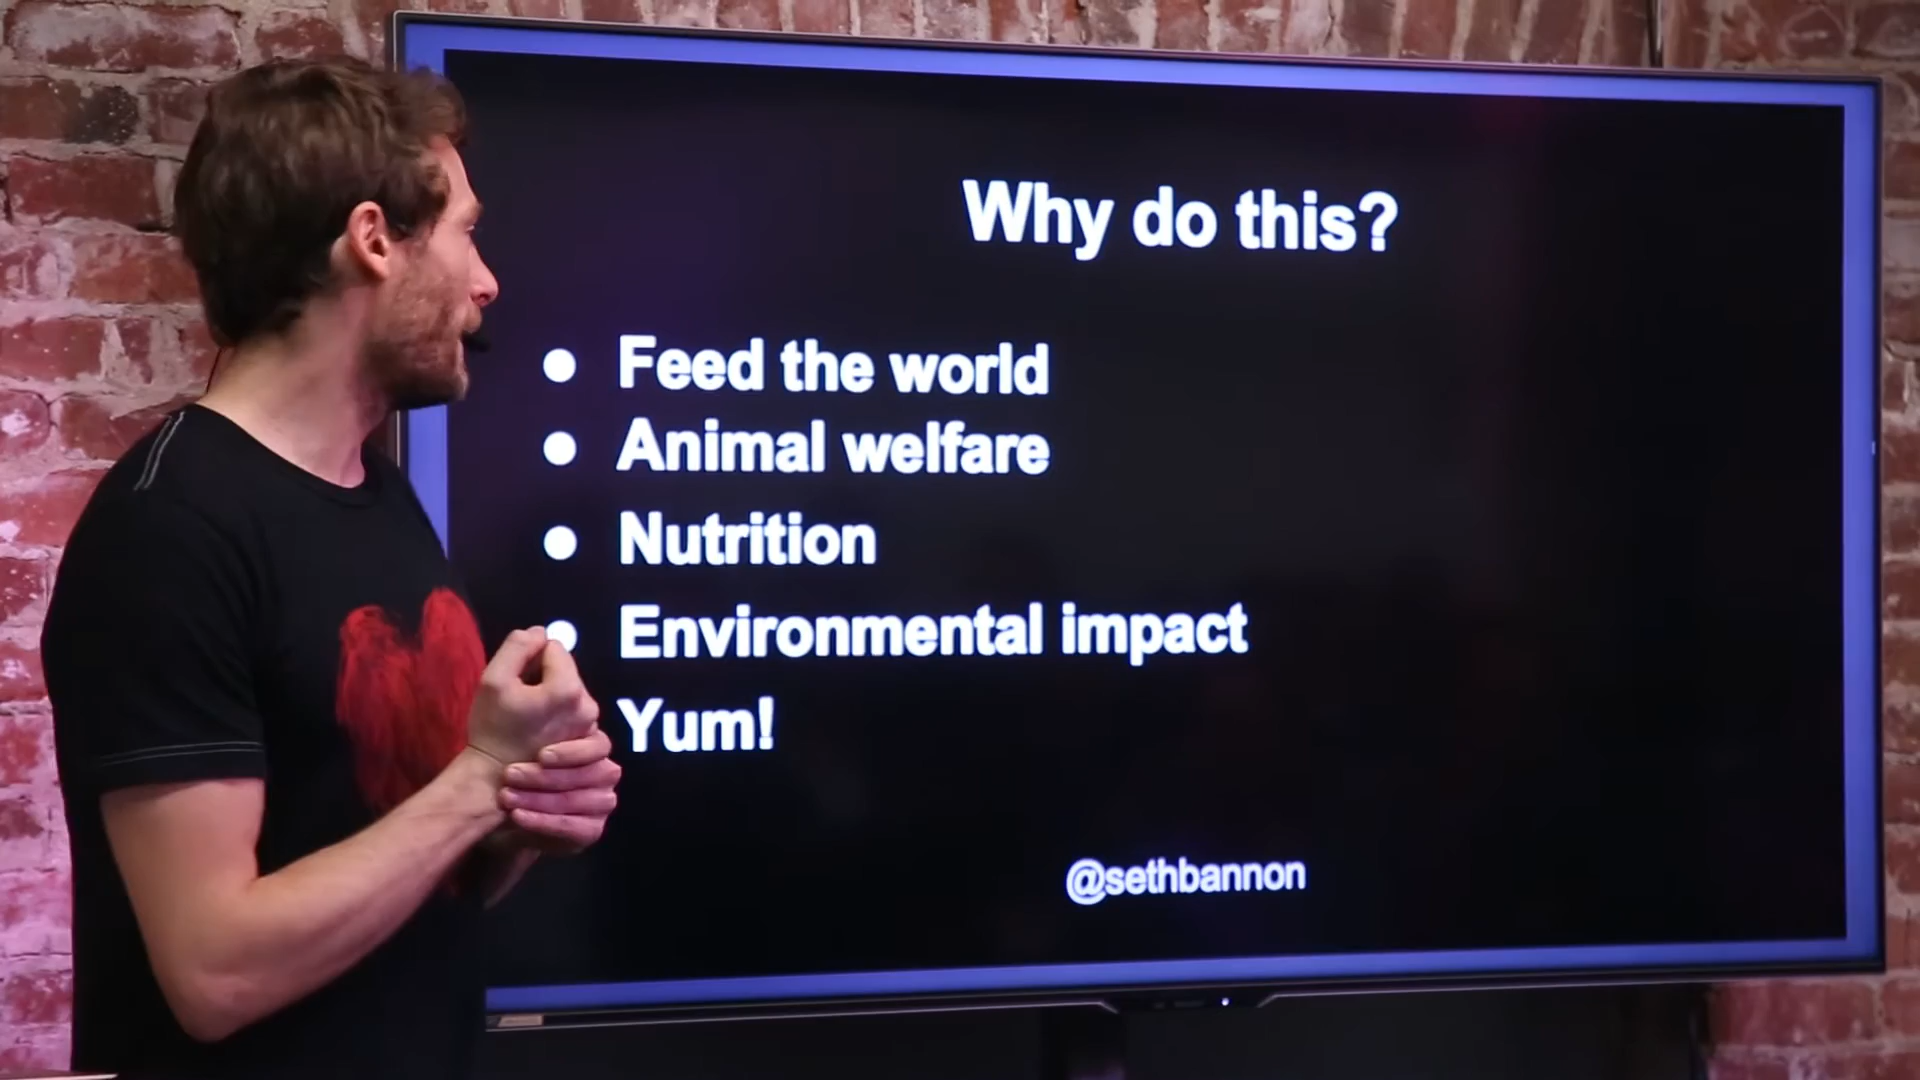 Why do this?
● Feed the world
● Animal welfare
● Nutrition
● Environmental impact
Yum!
@sethbannon